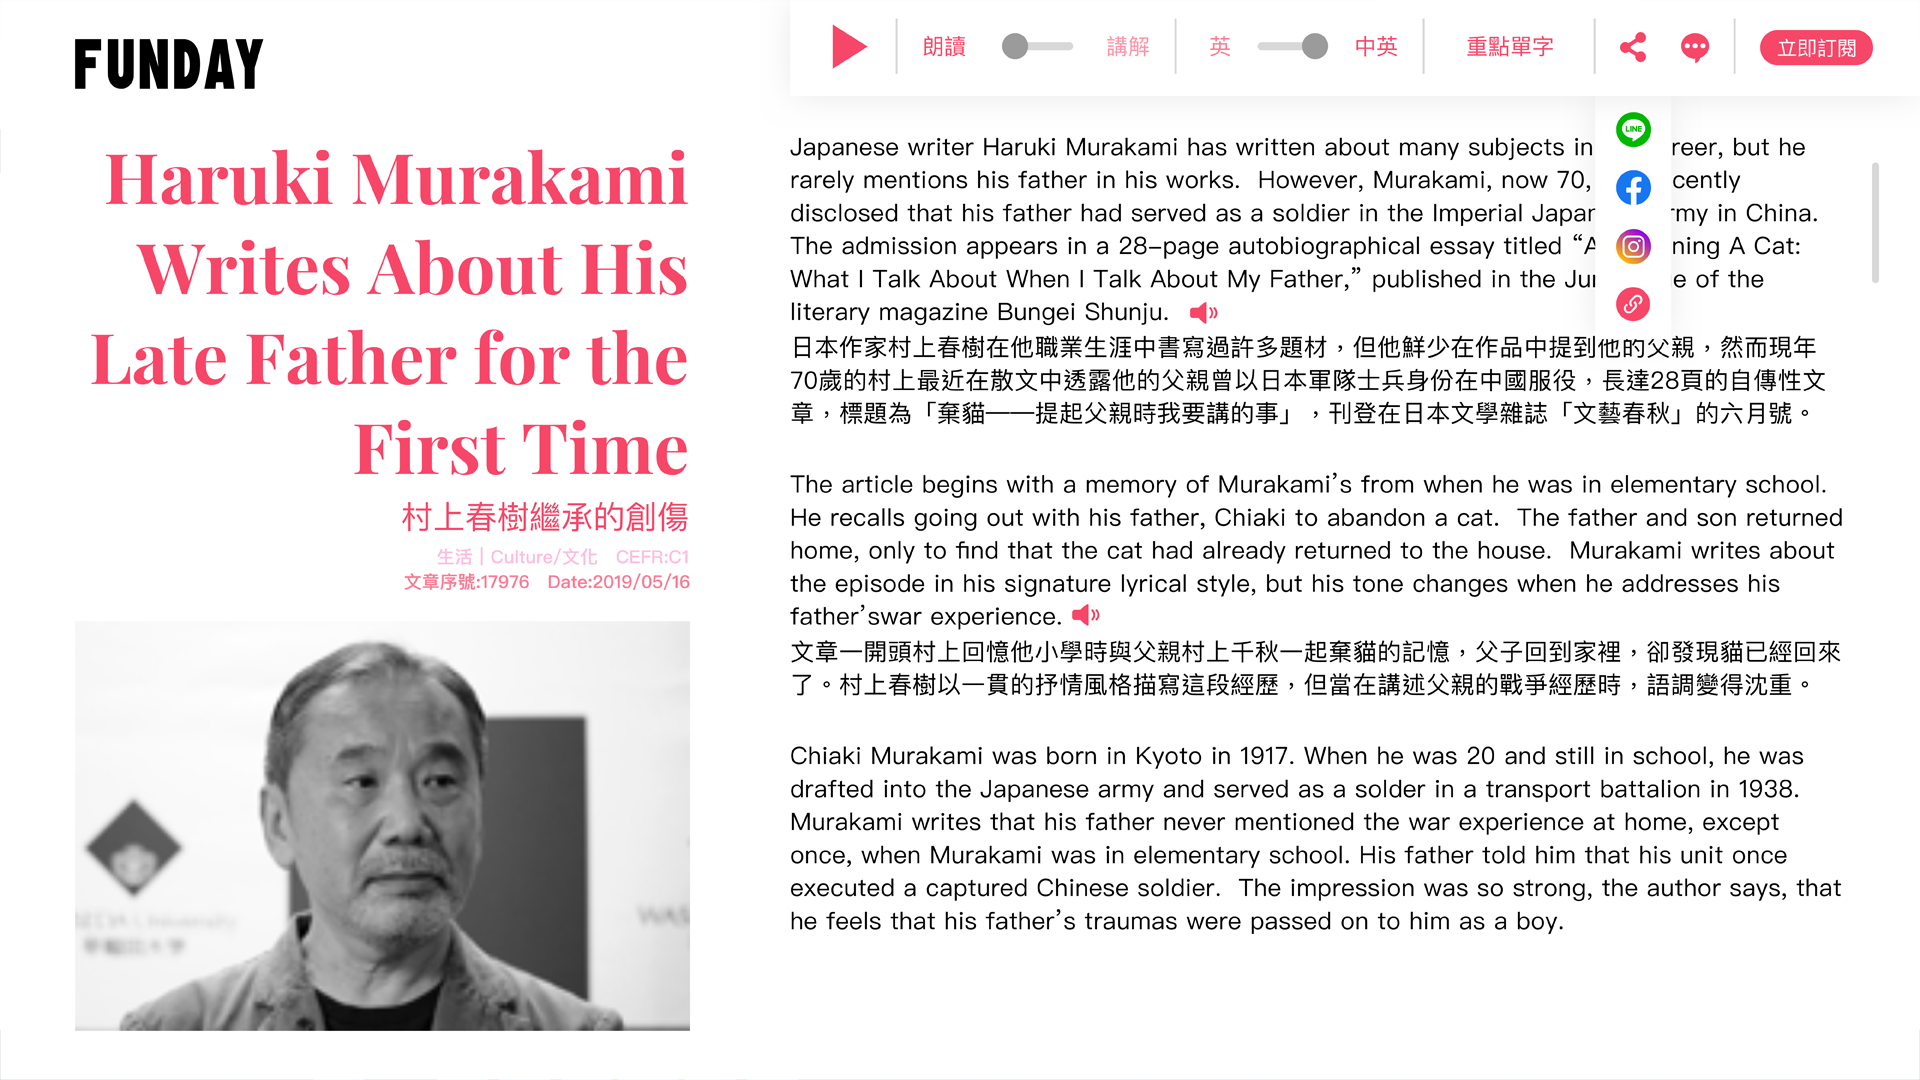 FUNDAY
朗讀
講解
英
中英
重點單字
立即訂閱
LINE
Haruki Murakami
Writes About His
Late Father for the
First Time
村上春樹繼承的創傷
生活 | Culture/文化 CEFR:C1
文章序號:17976 Date:2019/05/16
Japanese writer Haruki Murakami has written about many subjects in reer, but he
rarely mentions his father in his works. However, Murakami, now 70, cently
disclosed that his father had served as a soldier in the Imperial Japan rmy in China.
The admission appears in a 28-page autobiographical essay titled “A ning A Cat:
What I Talk About When I Talk About My Father,” published in the Jun e of the
literary magazine Bungei Shunju.
日本作家村上春樹在他職業生涯中書寫過許多題材，但他鮮少在作品中提到他的父親，然而現年
70歲的村上最近在散文中透露他的父親曾以日本軍隊士兵身份在中國服役，長達28頁的自傳性文
章，標題為「棄貓——提起父親時我要講的事」，刊登在日本文學雜誌「文藝春秋」的六月號。
The article begins with a memory of Murakami’s from when he was in elementary school.
He recalls going out with his father, Chiaki to abandon a cat. The father and son returned
home, only to find that the cat had already returned to the house. Murakami writes about
the episode in his signature lyrical style, but his tone changes when he addresses his
father’swar experience.
文章一開頭村上回憶他小學時與父親村上千秋一起棄貓的記憶，父子回到家裡，卻發現貓已經回來
了。村上春樹以一貫的抒情風格描寫這段經歷，但當在講述父親的戰爭經歷時，語調變得沈重。
Chiaki Murakami was born in Kyoto in 1917. When he was 20 and still in school, he was
drafted into the Japanese army and served as a solder in a transport battalion in 1938.
Murakami writes that his father never mentioned the war experience at home, except
once, when Murakami was in elementary school. His father told him that his unit once
executed a captured Chinese soldier. The impression was so strong, the author says, that
he feels that his father’s traumas were passed on to him as a boy.